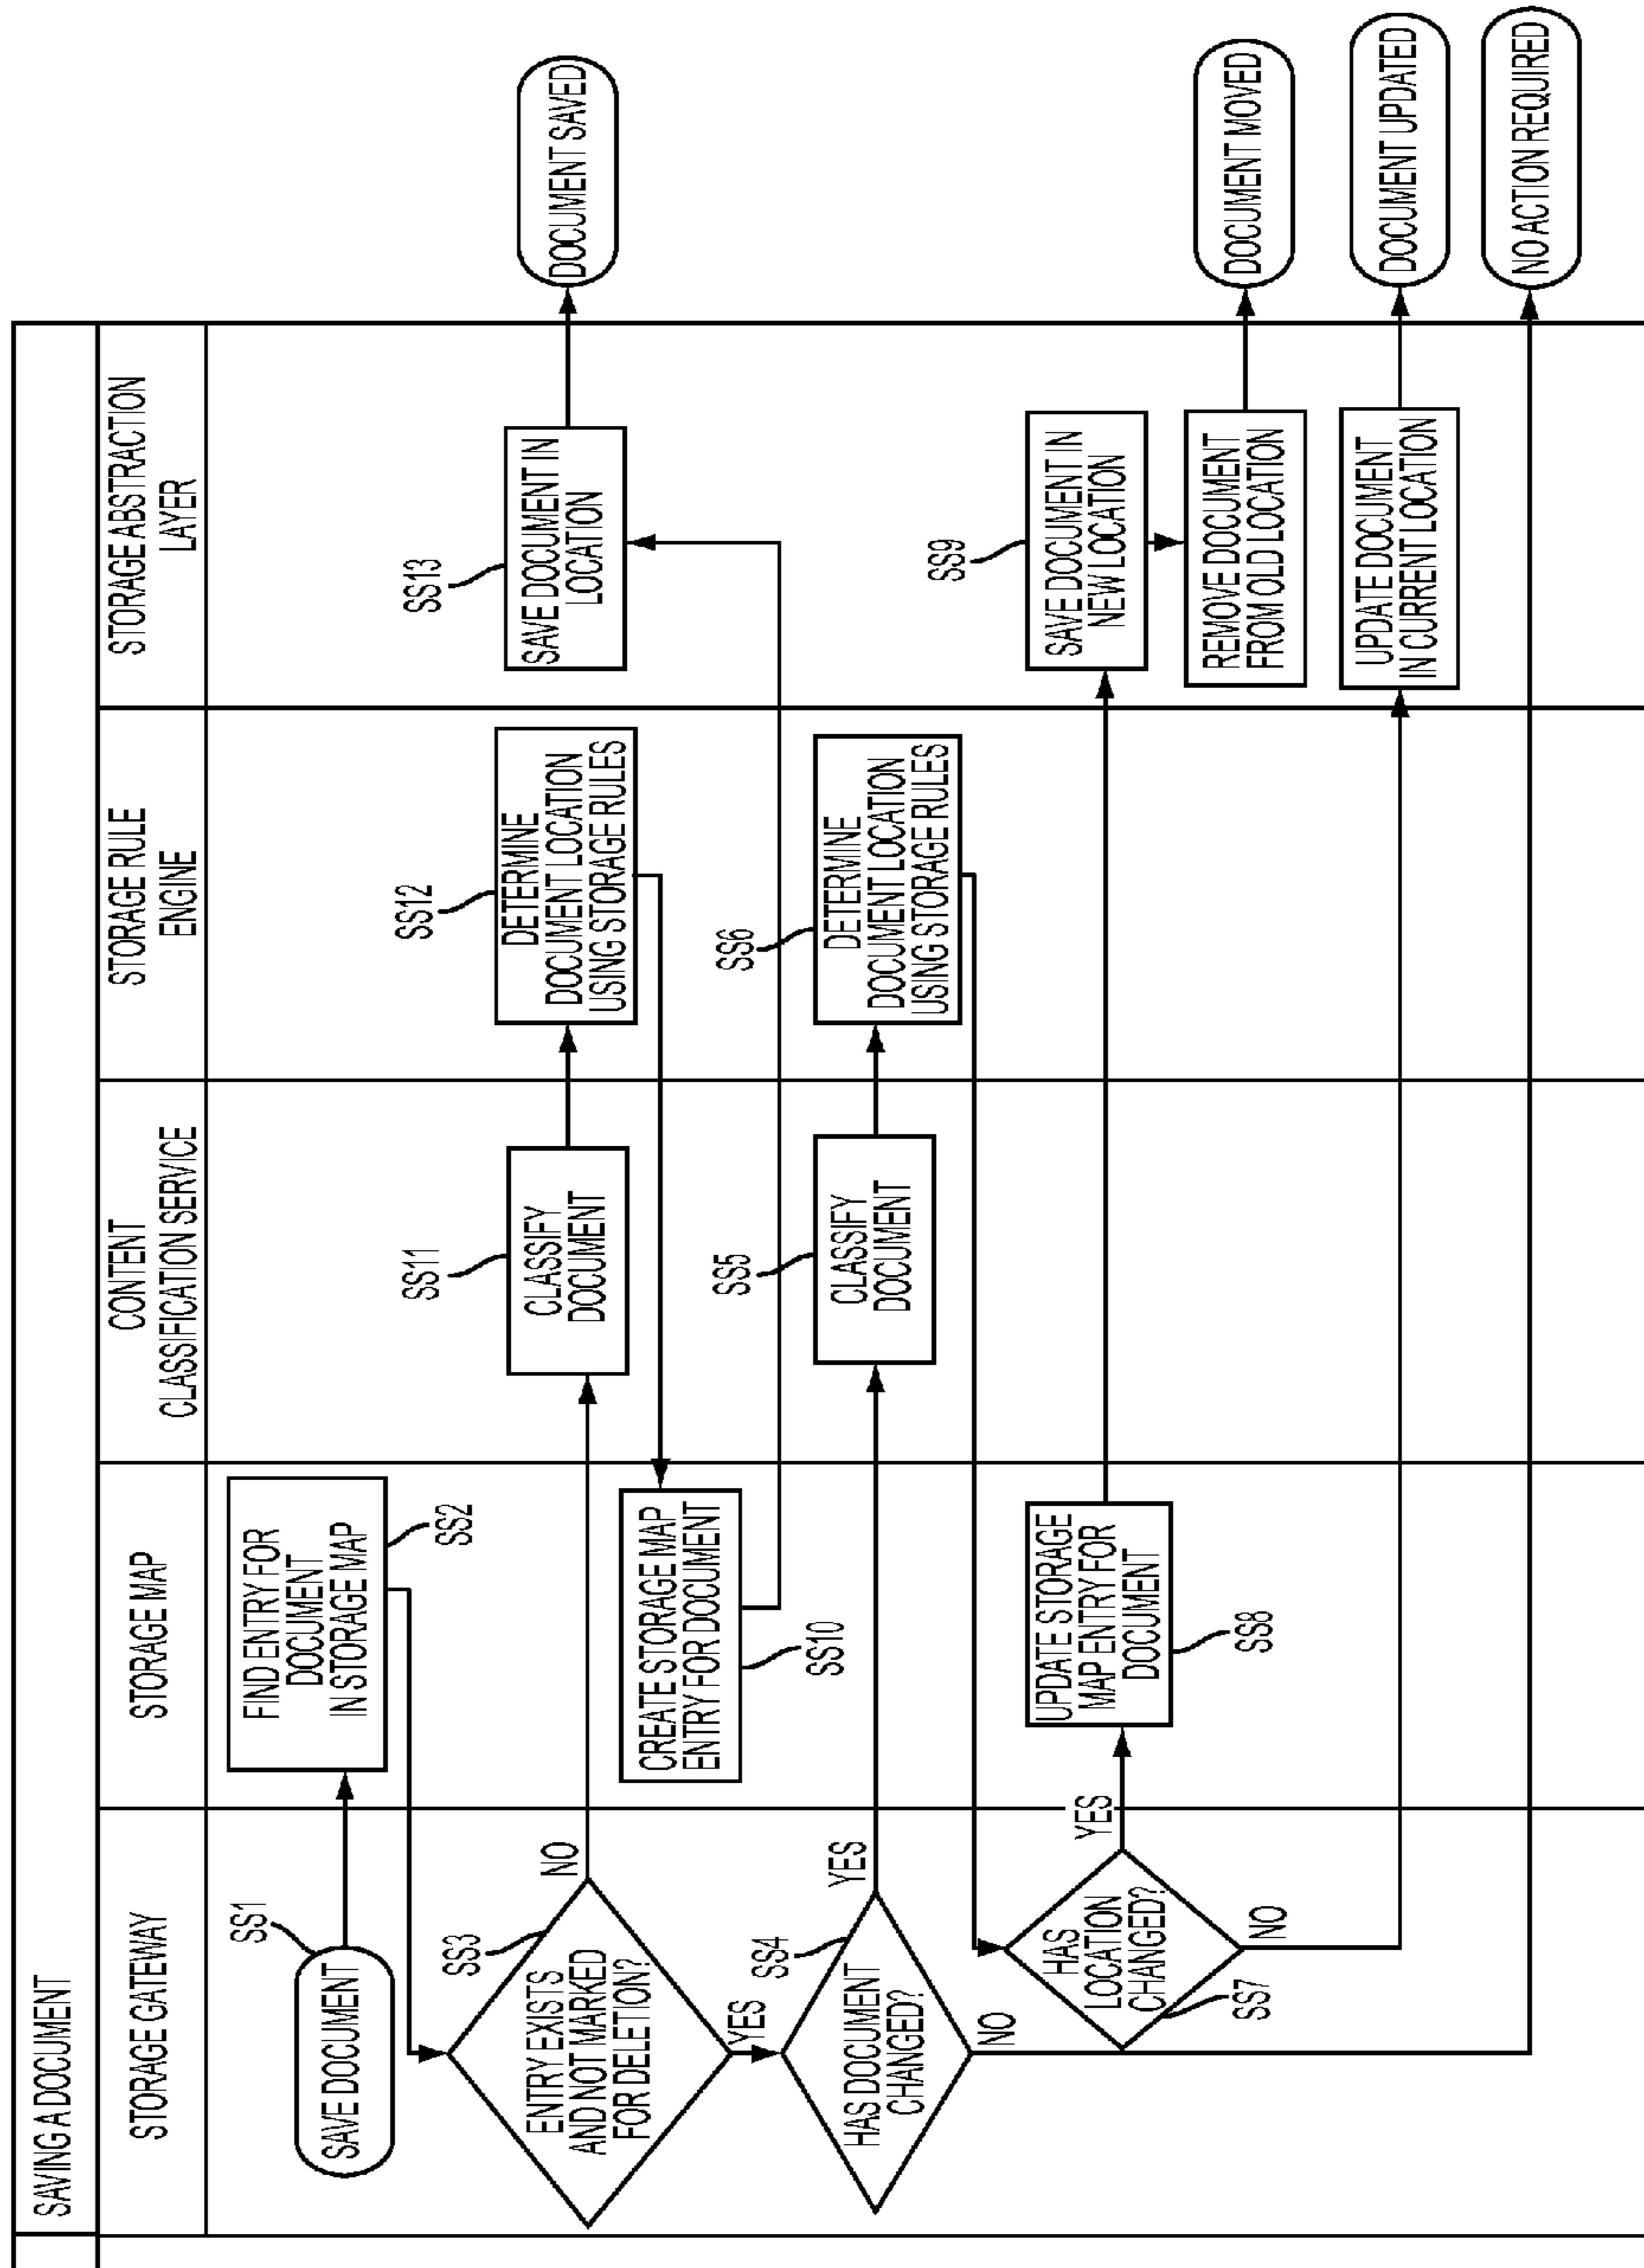 SAVING A DOCUMENT
STORAGE GATEWAY
STORAGE MAP
CONTENT
CLASSIFICATION SERVICE
STORAGE RULE
ENGINE
STORAGE ABSTRACTION
LAYER
SS1
SAVE DOCUMENT
FIND ENTRY FOR
DOCUMENT
IN STORAGE MAP
SS2
SS3
ENTRY EXISTS
AND NOT MARKED
FOR DELETION?
NO
YES
SS11
CLASSIFY
DOCUMENT
SS12
DETERMINE
DOCUMENT LOCATION
USING STORAGE RULES
SS13
SAVE DOCUMENT IN
LOCATION
DOCUMENT SAVED
CREATE STORAGE MAP
ENTRY FOR DOCUMENT
SS10
SS4
HAS DOCUMENT
CHANGED?
YES
NO
SS5
CLASSIFY
DOCUMENT
SS6
DETERMINE
DOCUMENT LOCATION
USING STORAGE RULES
HAS
LOCATION
CHANGED?
SS7
YES
NO
UPDATE STORAGE
MAP ENTRY FOR
DOCUMENT
SS8
SS9
SAVE DOCUMENT IN
NEW LOCATION
REMOVE DOCUMENT
FROM OLD LOCATION
DOCUMENT MOVED
UPDATE DOCUMENT
IN CURRENT LOCATION
DOCUMENT UPDATED
NO ACTION REQUIRED